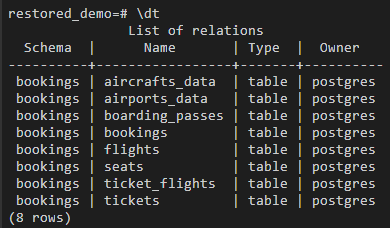 restored_demo=# \dt
List of relations
Schema | Name | Type | Owner
----------+-----------------+-------+----------
bookings | aircrafts_data | table | postgres
bookings | airports_data | table | postgres
bookings | boarding_passes | table | postgres
bookings | bookings | table | postgres
bookings | flights | table | postgres
bookings | seats | table | postgres
bookings | ticket_flights | table | postgres
bookings | tickets | table | postgres
(8 rows)